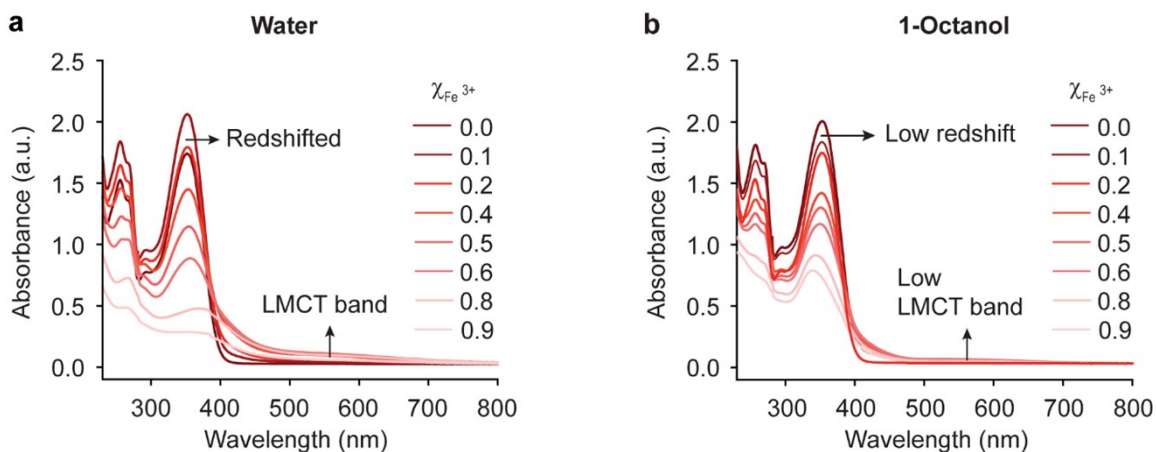 a
Water
2.5
2.0
1.5
1.0
0.5
0.0
Absorbance (a.u.)
300
400
500
600
700
800
Wavelength (nm)
Redshifted
LMCT band
χFe 3+
0.0
0.1
0.2
0.4
0.5
0.6
0.8
0.9
b
1-Octanol
2.5
2.0
1.5
1.0
0.5
0.0
Absorbance (a.u.)
300
400
500
600
700
800
Wavelength (nm)
Low redshift
Low
LMCT band
χFe 3+
0.0
0.1
0.2
0.4
0.5
0.6
0.8
0.9